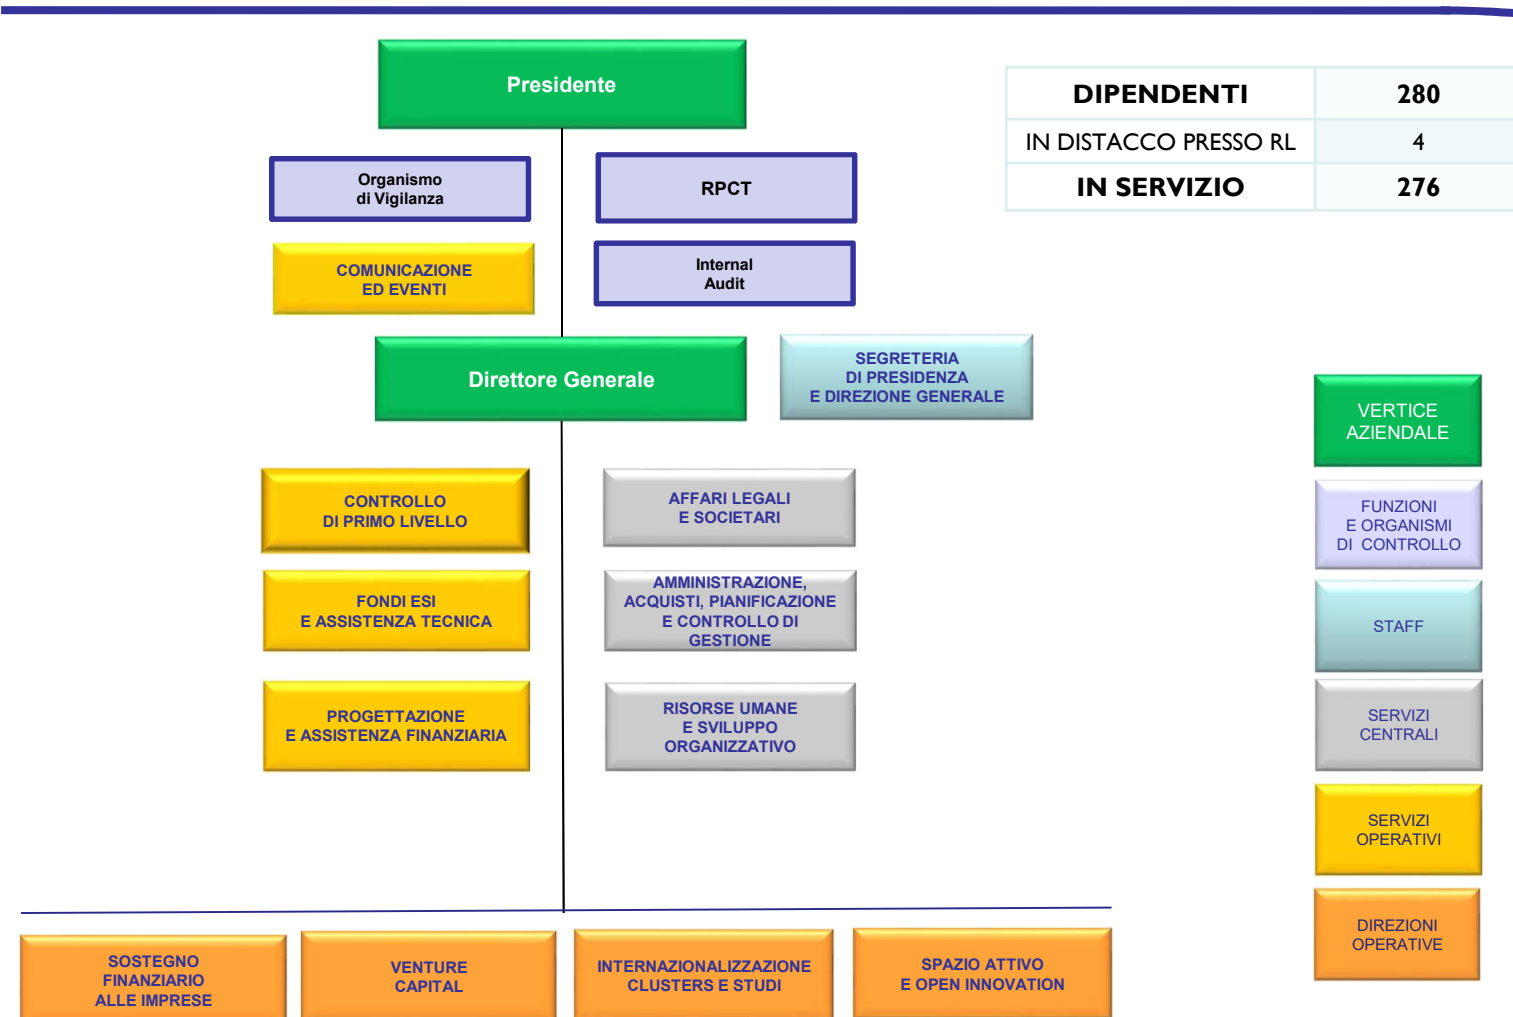 Presidente
DIPENDENTI 280
IN DISTACCO PRESSO RL 4
IN SERVIZIO 276
Organismo
di Vigilanza
RPCT
COMUNICAZIONE
ED EVENTI
Internal
Audit
Direttore Generale
SEGRETERIA
DI PRESIDENZA
E DIREZIONE GENERALE
CONTROLLO
DI PRIMO LIVELLO
AFFARI LEGALI
E SOCIETARI
FONDI ESI
E ASSISTENZA TECNICA
AMMINISTRAZIONE,
ACQUISTI, PIANIFICAZIONE
E CONTROLLO DI
GESTIONE
PROGETTAZIONE
E ASSISTENZA FINANZIARIA
RISORSE UMANE
E SVILUPPO
ORGANIZZATIVO
SOSTEGNO
FINANZIARIO
ALLE IMPRESE
VENTURE
CAPITAL
INTERNAZIONALIZZAZIONE
CLUSTERS E STUDI
SPAZIO ATTIVO
E OPEN INNOVATION
VERTICE
AZIENDALE
FUNZIONI
E ORGANISMI
DI CONTROLLO
STAFF
SERVIZI
CENTRALI
SERVIZI
OPERATIVI
DIREZIONI
OPERATIVE